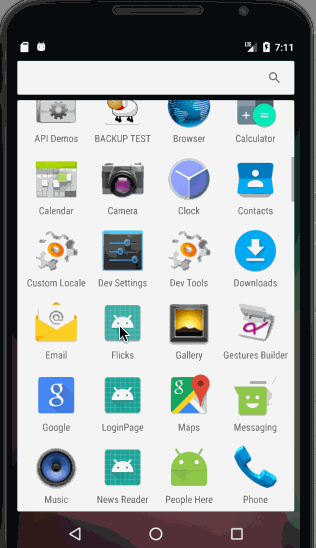 LTE 7:11
API Demos BACKUP TEST Browser Calculator
Calendar Camera Clock Contacts
Custom Locale Dev Settings Dev Tools Downloads
Email Flicks Gallery Gestures Builder
Google LoginPage Maps Messaging
Music News Reader People Here Phone